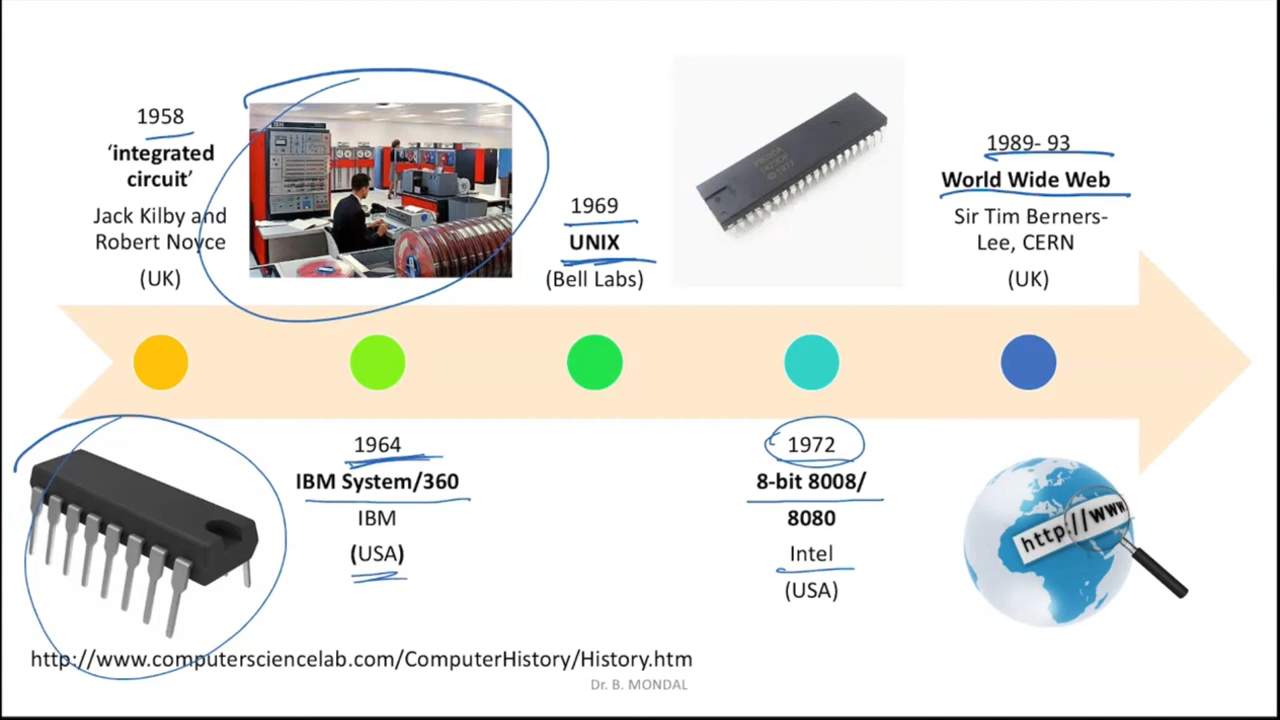 1958
‘integrated
circuit’
Jack Kilby and
Robert Noyce
(UK)
1964
IBM System/360
IBM
(USA)
1969
UNIX
(Bell Labs)
1972
8-bit 8008/
8080
Intel
(USA)
1989- 93
World Wide Web
Sir Tim Berners-
Lee, CERN
(UK)
http://www
http://www.computersciencelab.com/ComputerHistory/History.htm
Dr. B. MONDAL